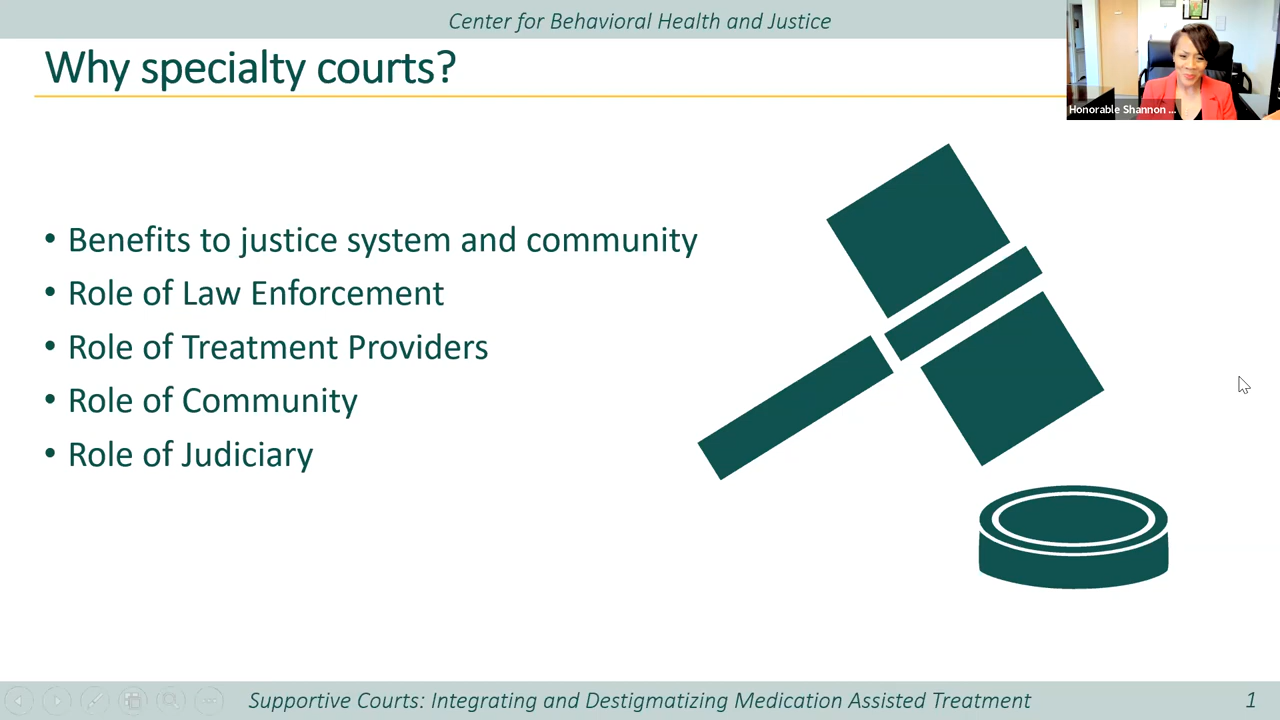 Center for Behavioral Health and Justice
Why specialty courts?
Honorable Shannon ...
• Benefits to justice system and community
• Role of Law Enforcement
• Role of Treatment Providers
• Role of Community
• Role of Judiciary
Supportive Courts: Integrating and Destigmatizing Medication Assisted Treatment
1